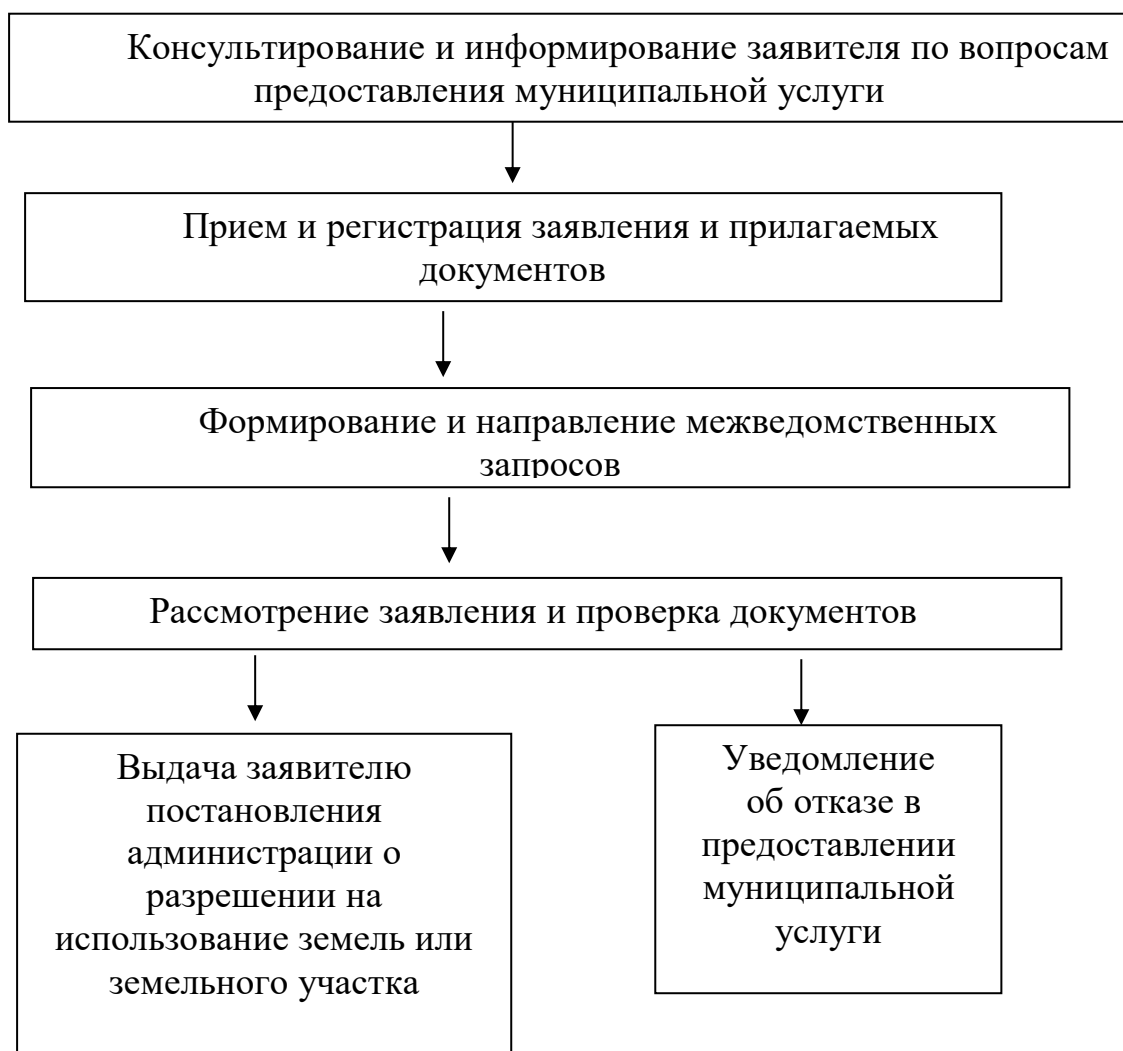 Консультирование и информирование заявителя по вопросам
предоставления муниципальной услуги
Прием и регистрация заявления и прилагаемых
документов
Формирование и направление межведомственных
запросов
Рассмотрение заявления и проверка документов
Выдача заявителю
постановления
администрации о
разрешении на
использование земель или
земельного участка
Уведомление
об отказе в
предоставлении
муниципальной
услуги